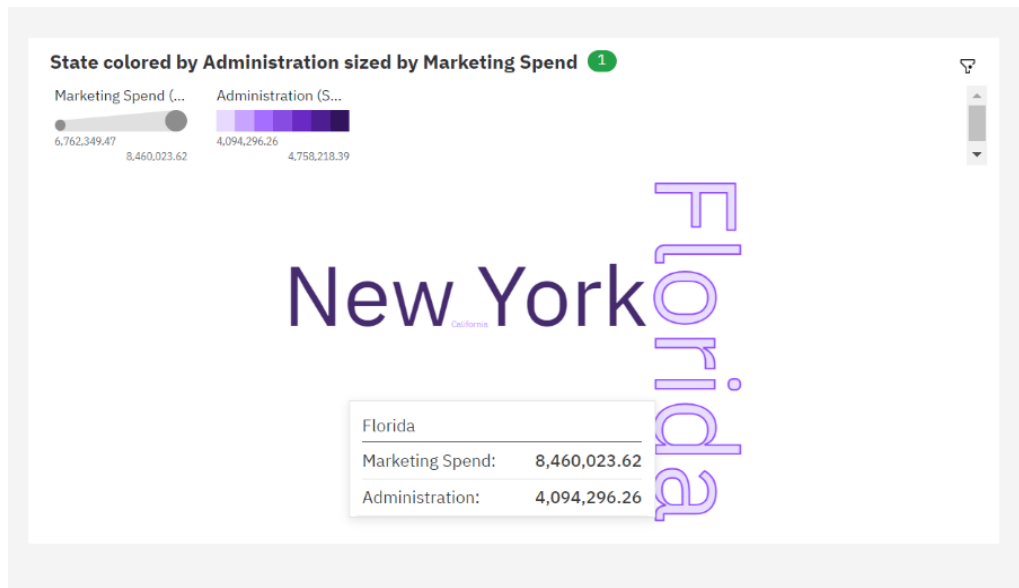 State colored by Administration sized by Marketing Spend 1
Marketing Spend (...
Administration (S...
6,762,349.47
8,460,023.62
4,094,296.26
4,758,218.39
New York
California
Florida
Florida
Marketing Spend: 8,460,023.62
Administration: 4,094,296.26